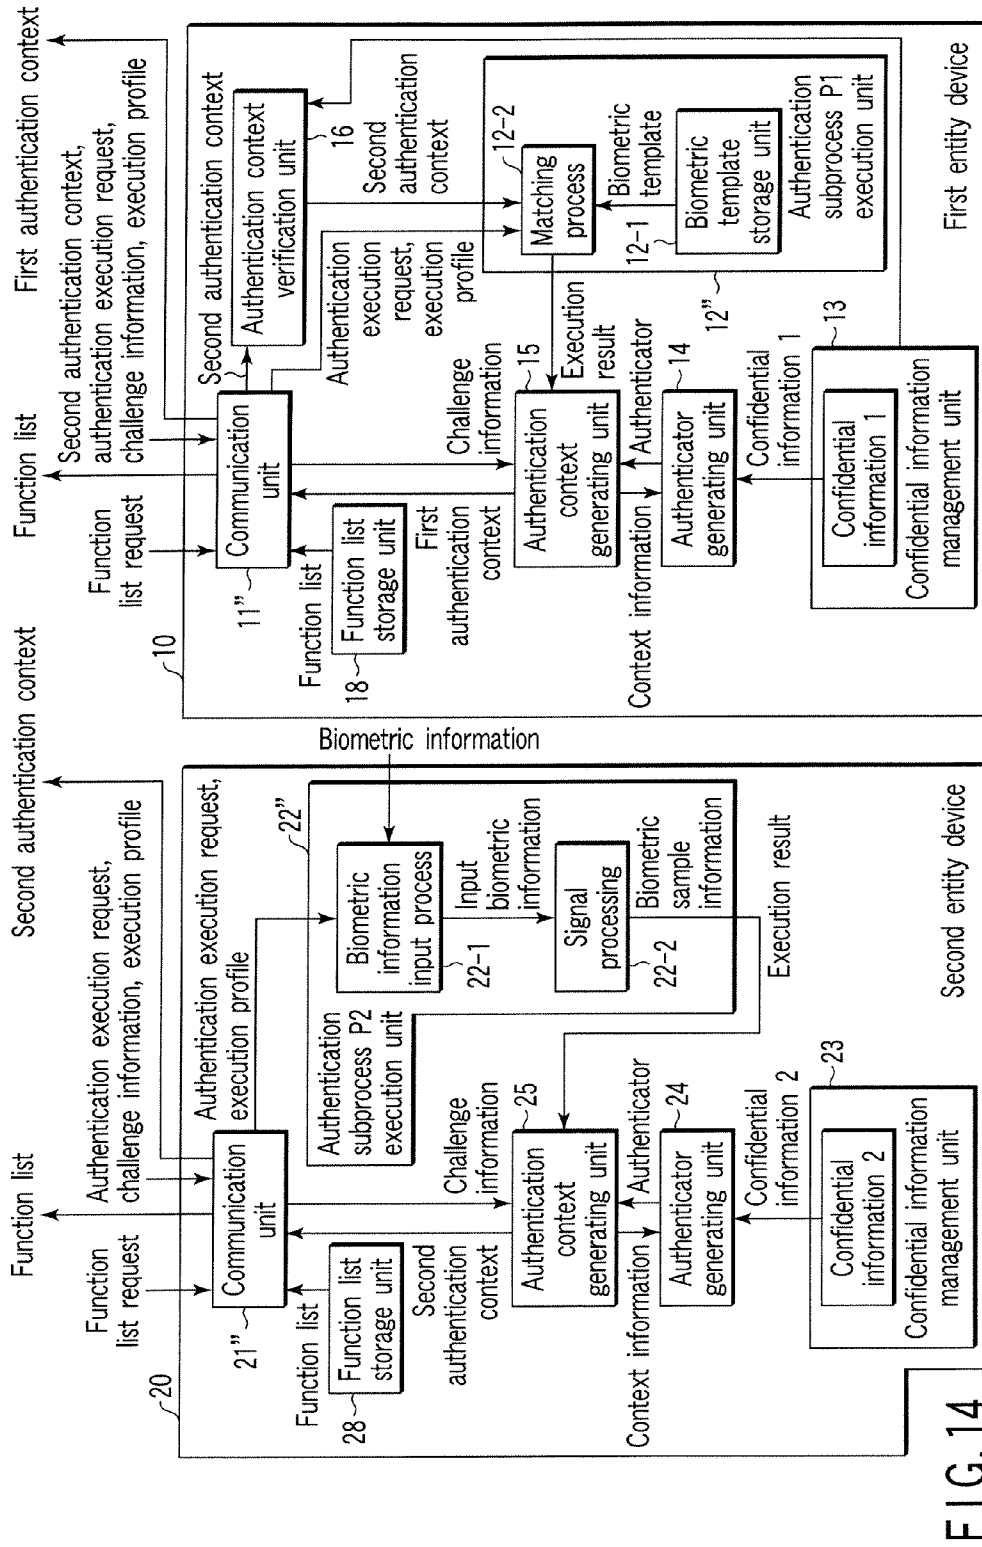 Second authentication context
Function list
Authentication execution request,
challenge information, execution profile
Function
list request
20
Authentication execution request,
execution profile
Communication
unit
21”
Function list
Function list
storage unit
28
Biometric information
22”
Biometric
information
input process
22-1
Input
biometric
information
Signal
processing
22-2
Biometric
sample
information
Authentication
subprocess P2
execution unit
Execution result
Challenge
information
Second
authentication
context
Authentication
context
generating unit
25
Context information
Authenticator
Authenticator
generating unit
24
Confidential
information 2
23
Confidential
information 2
Confidential information
management unit
Second entity device
First authentication context
Function list
Second authentication context,
authentication execution request,
challenge information, execution profile
Function
list request
10
Communication
unit
11”
Second authentication context
Authentication context
verification unit
16
Second
authentication
context
Authentication
execution
request,
execution
profile
Function list
Function list
storage unit
18
Matching
process
12-2
Biometric
template
12-1
Biometric
template
storage unit
Authentication
subprocess P1
execution unit
12”
Execution
result
Challenge
information
First
authentication
context
Authentication
context
generating unit
15
Context information
Authenticator
Authenticator
generating unit
14
Confidential
information 1
13
Confidential
information 1
Confidential information
management unit
First entity device
FIG. 14